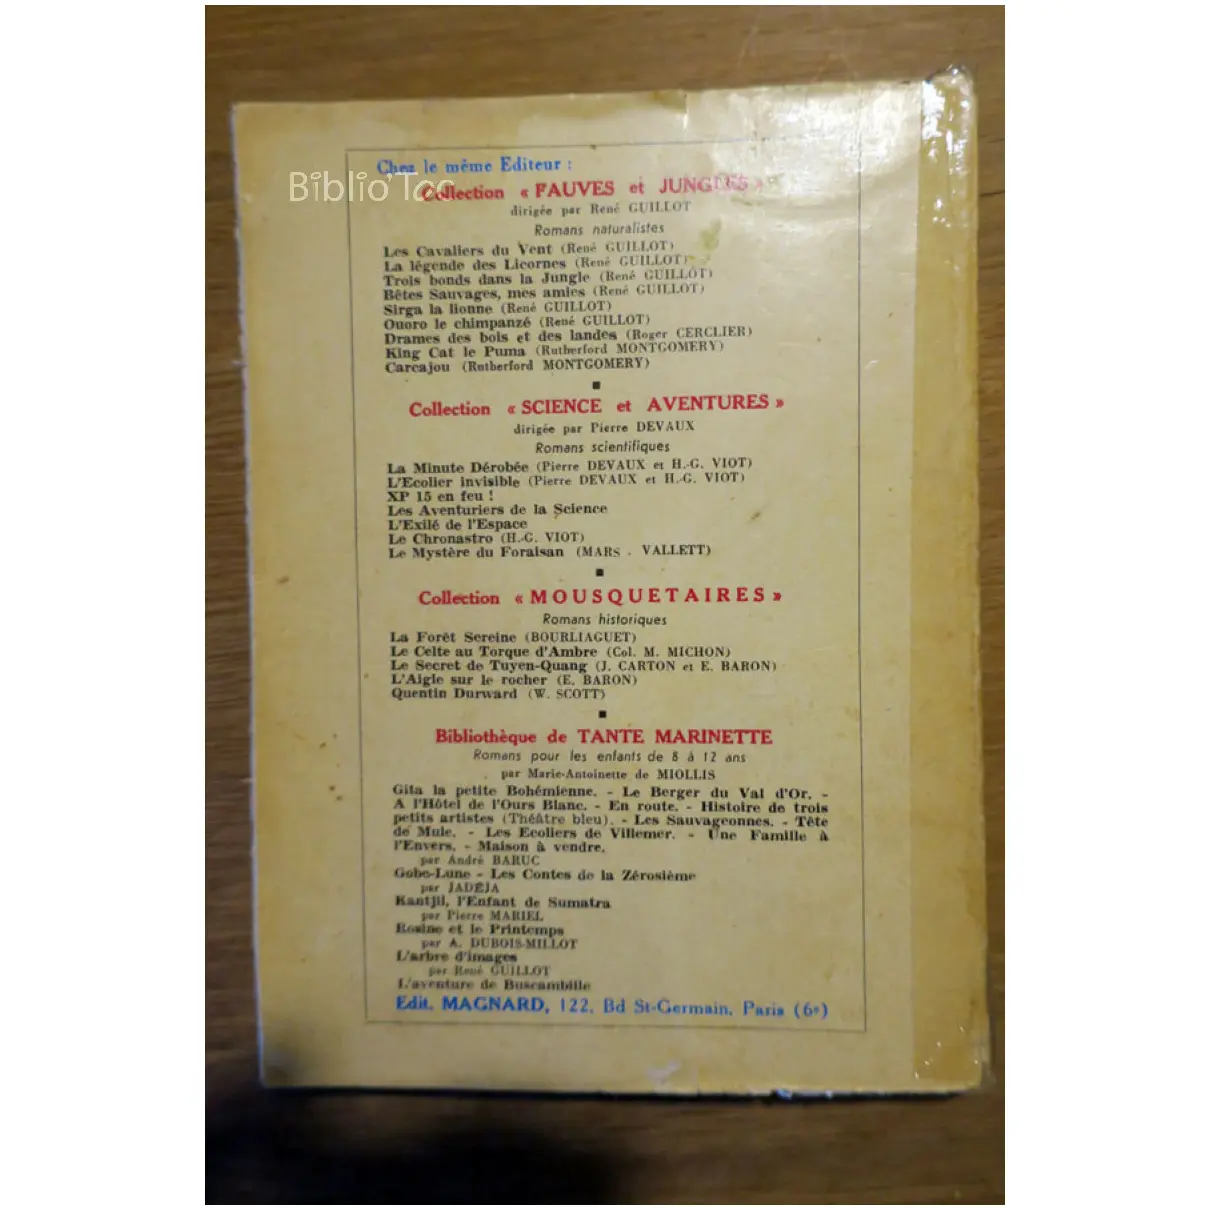 Chez le même Editeur :
Biblio'Toc
Collection « FAUVES et JUNGLES »
dirigée par René GUILLOT
Romans naturalistes
Les Cavaliers du Vent (René GUILLOT)
La légende des Licornes (René GUILLOT)
Trois bonds dans la Jungle (René GUILLOT)
Bêtes Sauvages, mes amies (René GUILLOT)
Sirga la lionne (René GUILLOT)
Ouoro le chimpanzé (René GUILLOT)
Drames des bois et des landes (Roger CERCLIER)
King Cat le Puma (Rutherford MONTGOMERY)
Carcajou (Rutherford MONTGOMERY)
Collection « SCIENCE et AVENTURES »
dirigée par Pierre DEVAUX
Romans scientifiques
La Minute Dérobée (Pierre DEVAUX et H.-G. VIOT)
L'Ecolier invisible (Pierre DEVAUX et H.-G. VIOT)
XP 15 en feu !
Les Aventuriers de la Science
L'Exilé de l'Espace
Le Chronastro (H.-G. VIOT)
Le Mystère du Foraisan (MARS - VALLETT)
Collection « MOUSQUETAIRES »
Romans historiques
La Forêt Sereine (BOURLIAGUET)
Le Celte au Torque d'Ambre (Col. M. MICHON)
Le Secret de Tuyen-Quang (J. CARTON et E. BARON)
L'Aigle sur le rocher (E. BARON)
Quentin Durward (W. SCOTT)
Bibliothèque de TANTE MARINETTE
Romans pour les enfants de 8 à 12 ans
par Marie-Antoinette de MIOLLIS
Gita la petite Bohémienne. - Le Berger du Val d'Or. -
A l'Hôtel de l'Ours Blanc. - En route. - Histoire de trois
petits artistes (Théâtre bleu). - Les Sauvageonnes. - Tête
de Mule. - Les Ecoliers de Villemer. - Une Famille à
l'Envers. - Maison à vendre.
par André BARUC
Gobe-Lune - Les Contes de la Zérosième
par JADÉJA
Kantjil, l'Enfant de Sumatra
par Pierre MARIEL
Rosine et le Printemps
par A. DUBOIS-MILLOT
L'arbre d'images
par René GUILLOT
L'aventure de Buscambille
Edit. MAGNARD, 122, Bd St-Germain, Paris (6e)